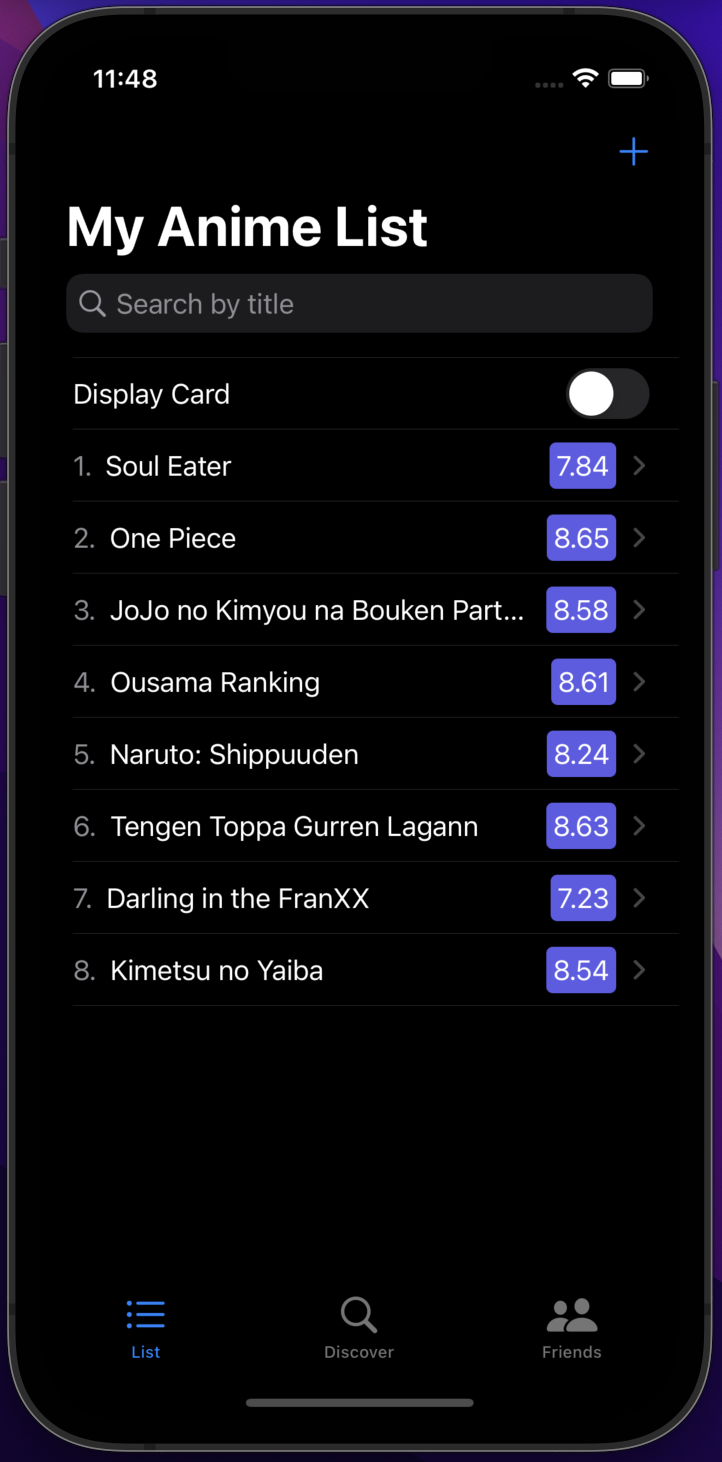 11:48
My Anime List
Search by title
Display Card
1. Soul Eater 7.84
2. One Piece 8.65
3. JoJo no Kimyou na Bouken Part... 8.58
4. Ousama Ranking 8.61
5. Naruto: Shippuuden 8.24
6. Tengen Toppa Gurren Lagann 8.63
7. Darling in the FranXX 7.23
8. Kimetsu no Yaiba 8.54
List Discover Friends